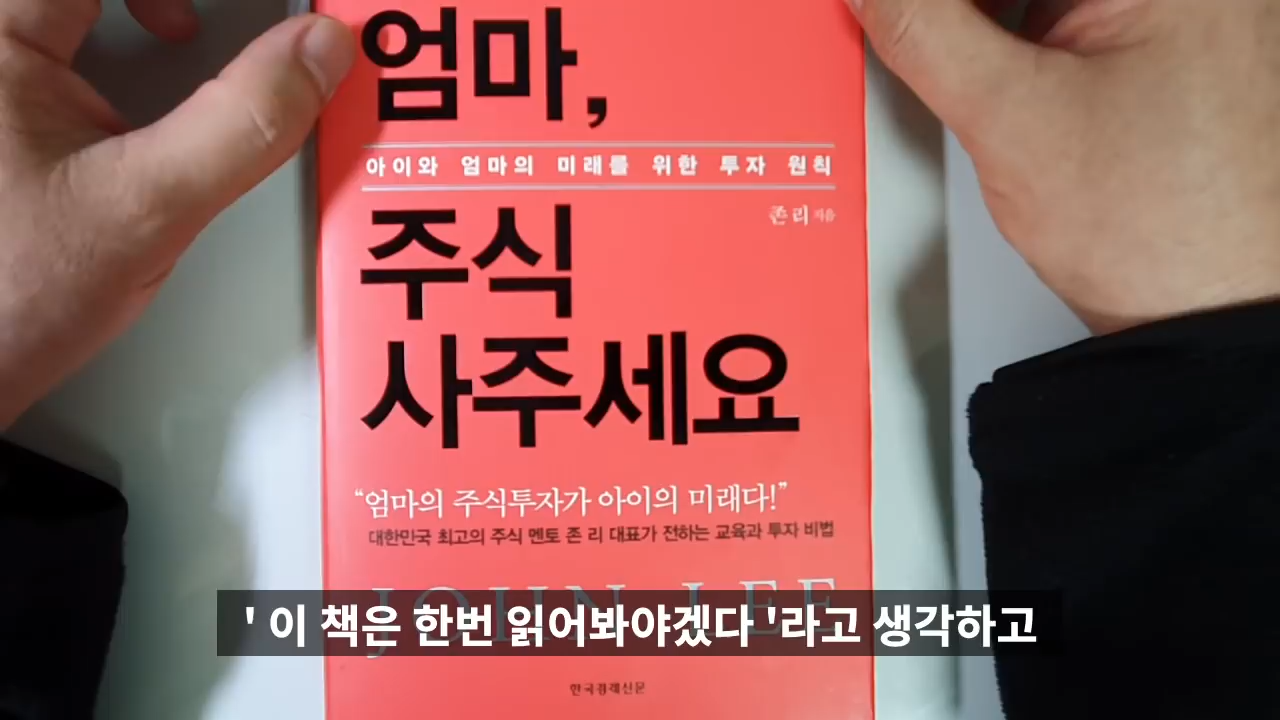 엄마,
아이와 엄마의 미래를 위한 투자 원칙
주식
존 리 지음
사주세요
“엄마의 주식투자가 아이의 미래다!”
대한민국 최고의 주식 멘토 존 리 대표가 전하는 교육과 투자 비법
JOHN LEE
' 이 책은 한번 읽어봐야겠다 '라고 생각하고
한국경제신문